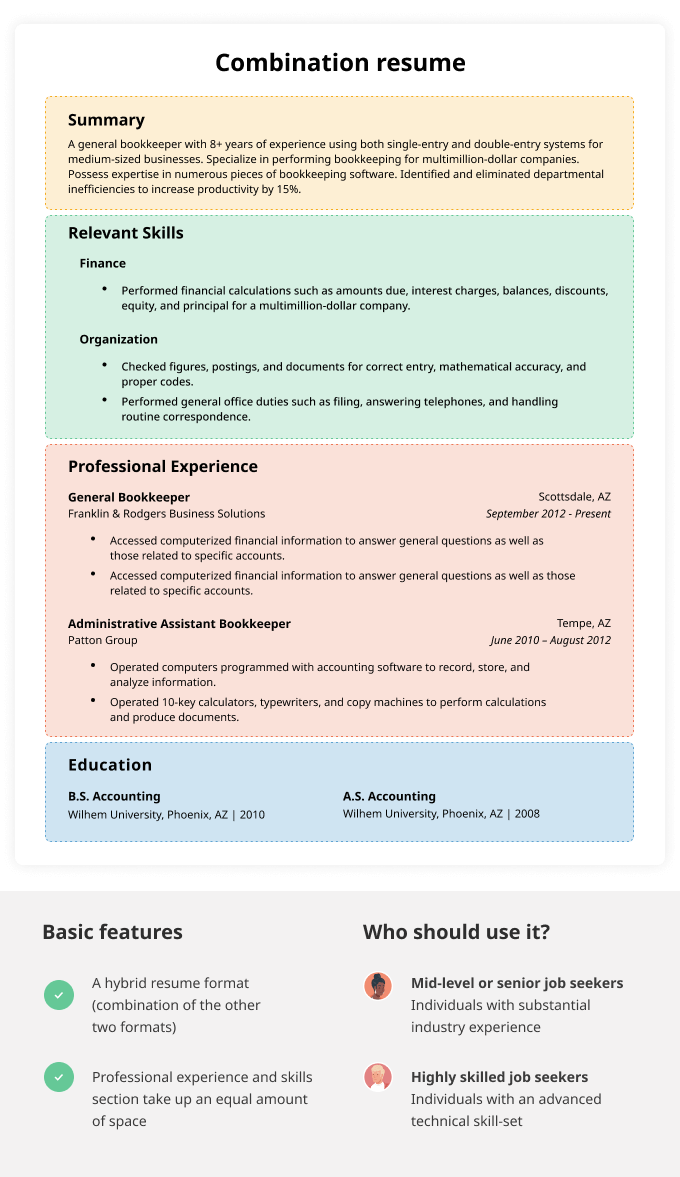 Combination resume
Summary
A general bookkeeper with 8+ years of experience using both single-entry and double-entry systems for
medium-sized businesses. Specialize in performing bookkeeping for multimillion-dollar companies.
Possess expertise in numerous pieces of bookkeeping software. Identified and eliminated departmental
inefficiencies to increase productivity by 15%.
Relevant Skills
Finance
• Performed financial calculations such as amounts due, interest charges, balances, discounts,
equity, and principal for a multimillion-dollar company.
Organization
• Checked figures, postings, and documents for correct entry, mathematical accuracy, and
proper codes.
• Performed general office duties such as filing, answering telephones, and handling
routine correspondence.
Professional Experience
General Bookkeeper Scottsdale, AZ
Franklin & Rodgers Business Solutions September 2012 - Present
• Accessed computerized financial information to answer general questions as well as
those related to specific accounts.
• Accessed computerized financial information to answer general questions as well as those
related to specific accounts.
Administrative Assistant Bookkeeper Tempe, AZ
Patton Group June 2010 – August 2012
• Operated computers programmed with accounting software to record, store, and
analyze information.
• Operated 10-key calculators, typewriters, and copy machines to perform calculations
and produce documents.
Education
B.S. Accounting
Wilhem University, Phoenix, AZ | 2010
A.S. Accounting
Wilhem University, Phoenix, AZ | 2008
Basic features
A hybrid resume format
(combination of the other
two formats)
Professional experience and skills
section take up an equal amount
of space
Who should use it?
Mid-level or senior job seekers
Individuals with substantial
industry experience
Highly skilled job seekers
Individuals with an advanced
technical skill-set